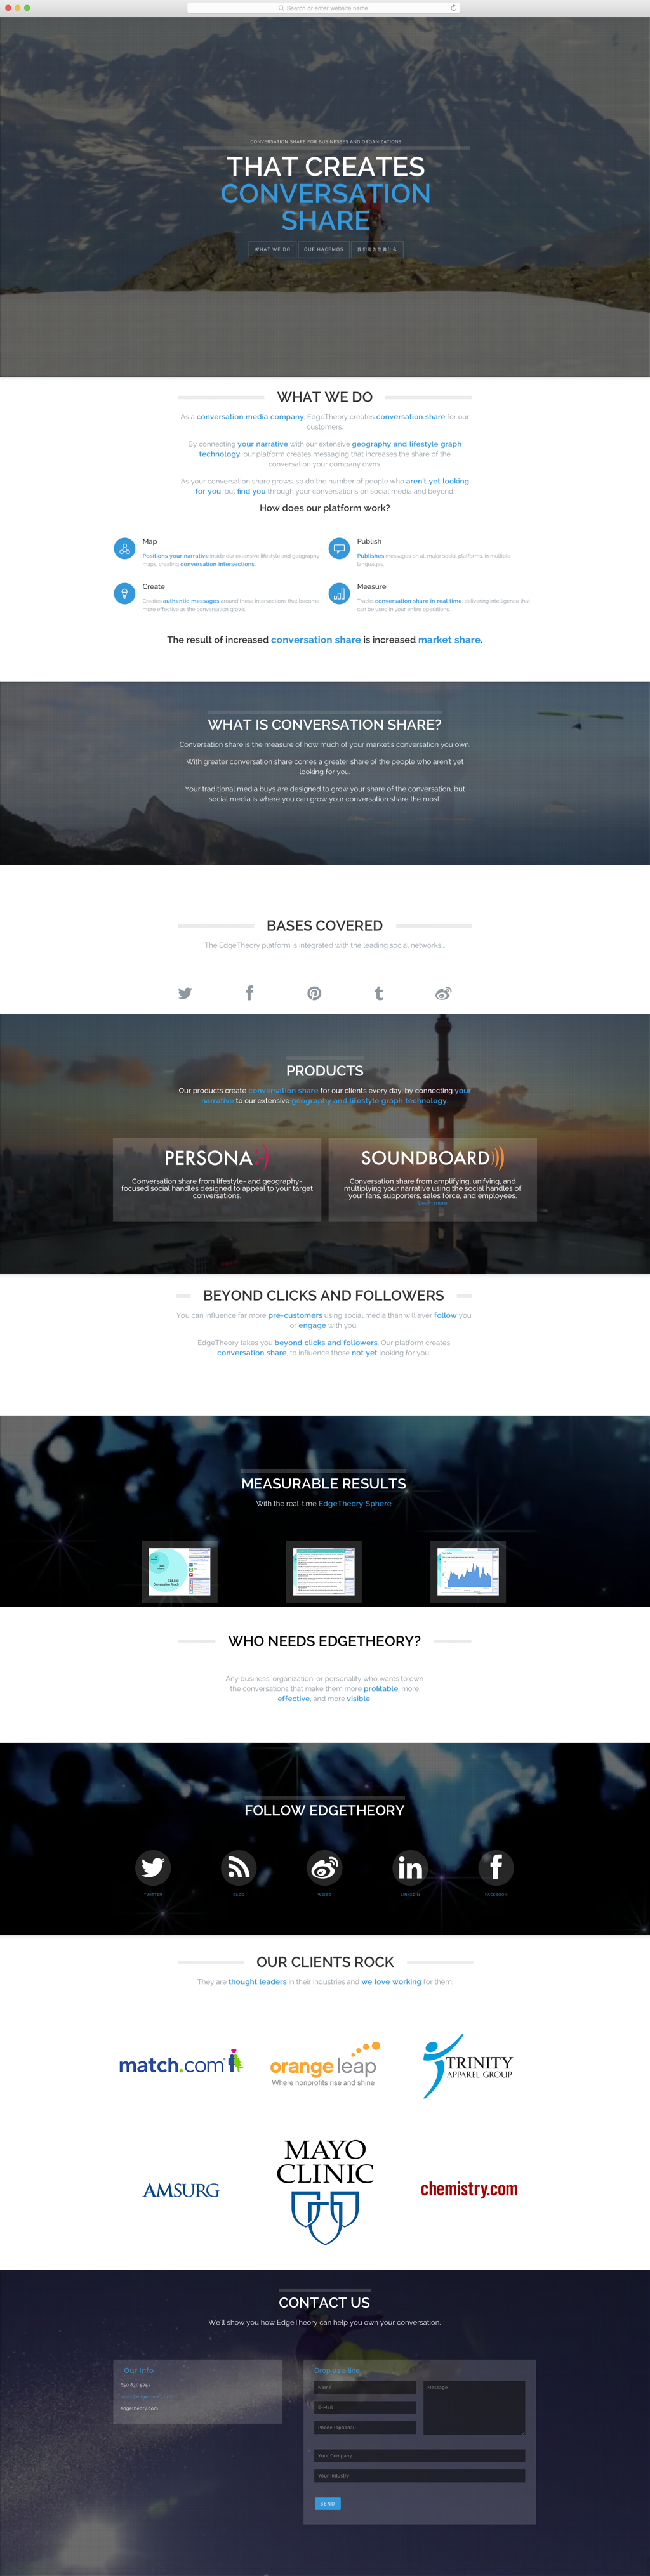 Search or enter website name
CONVERSATION SHARE FOR BUSINESSES AND ORGANIZATIONS
THAT CREATES
CONVERSATION
SHARE
WHAT WE DO
QUE HACEMOS
WHAT WE DO
As a conversation media company, EdgeTheory creates conversation share for our
customers.
By connecting your narrative with our extensive geography and lifestyle graph
technology, our platform creates messaging that increases the share of the
conversation your company owns.
As your conversation share grows, so do the number of people who aren't yet looking
for you, but find you through your conversations on social media and beyond.
How does our platform work?
Map
Positions your narrative inside our extensive lifestyle and geography
maps, creating conversation intersections.
Publish
Publishes messages on all major social platforms, in multiple
languages.
Create
Creates authentic messages around these intersections that become
more effective as the conversation grows.
Measure
Tracks conversation share in real time, delivering intelligence that
can be used in your entire operations.
The result of increased conversation share is increased market share.
WHAT IS CONVERSATION SHARE?
Conversation share is the measure of how much of your market's conversation you own.
With greater conversation share comes a greater share of the people who aren't yet
looking for you.
Your traditional media buys are designed to grow your share of the conversation, but
social media is where you can grow your conversation share the most.
BASES COVERED
The EdgeTheory platform is integrated with the leading social networks...
PRODUCTS
Our products create conversation share for our clients every day, by connecting your
narrative to our extensive geography and lifestyle graph technology.
PERSONA
Conversation share from lifestyle- and geography-
focused social handles designed to appeal to your target
conversations.
SOUNDBOARD
Conversation share from amplifying, unifying, and
multiplying your narrative using the social handles of
your fans, supporters, sales force, and employees.
Learn more
BEYOND CLICKS AND FOLLOWERS
You can influence far more pre-customers using social media than will ever follow you
or engage with you.
EdgeTheory takes you beyond clicks and followers. Our platform creates
conversation share, to influence those not yet looking for you.
MEASURABLE RESULTS
With the real-time EdgeTheory Sphere
WHO NEEDS EDGETHEORY?
Any business, organization, or personality who wants to own
the conversations that make them more profitable, more
effective, and more visible.
FOLLOW EDGETHEORY
TWITTER
BLOG
WEIBO
LINKEDIN
FACEBOOK
OUR CLIENTS ROCK
They are thought leaders in their industries and we love working for them.
match.com
orange leap
Where nonprofits rise and shine
TRINITY
APPAREL GROUP
AMSURG
MAYO
CLINIC
chemistry.com
CONTACT US
We'll show you how EdgeTheory can help you own your conversation.
Our Info
edgetheory.com
Drop us a line
Name
E-Mail
Phone (optional)
Message
Your Company
Your Industry
SEND